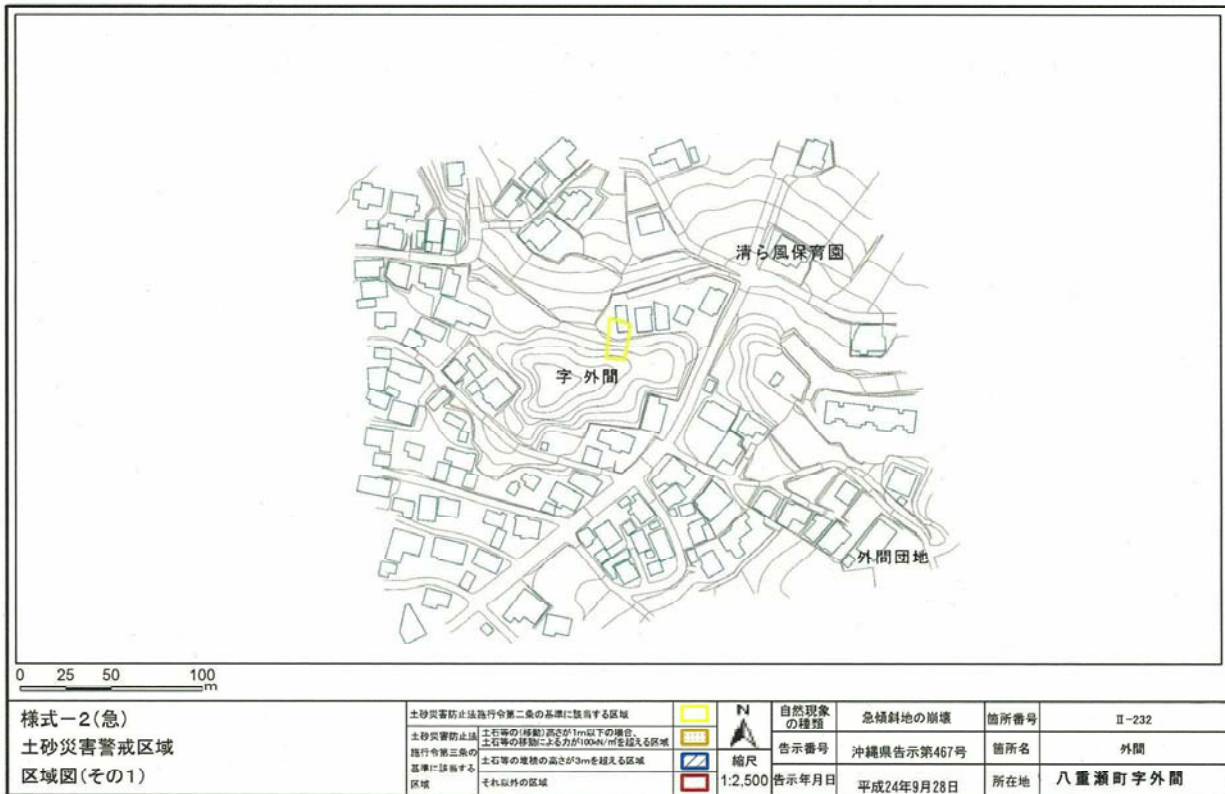 清ら風保育園
字 外間
外間団地
0 25 50 100
m
様式－2(急)
土砂災害警戒区域
区域図(その1)
土砂災害防止法施行令第二条の基準に該当する区域
土砂災害防止法
施行令第三条の
基準に該当する
区域
土石等の(移動)高さが1m以下の場合、
土石等の移動による力が100kN/㎡を超える区域
土石等の堆積の高さが3mを超える区域
それ以外の区域
N
縮尺
1:2,500
自然現象
の種類
急傾斜地の崩壊
箇所番号
Ⅱ-232
告示番号
沖縄県告示第467号
箇所名
外間
告示年月日
平成24年9月28日
所在地
八重瀬町字外間